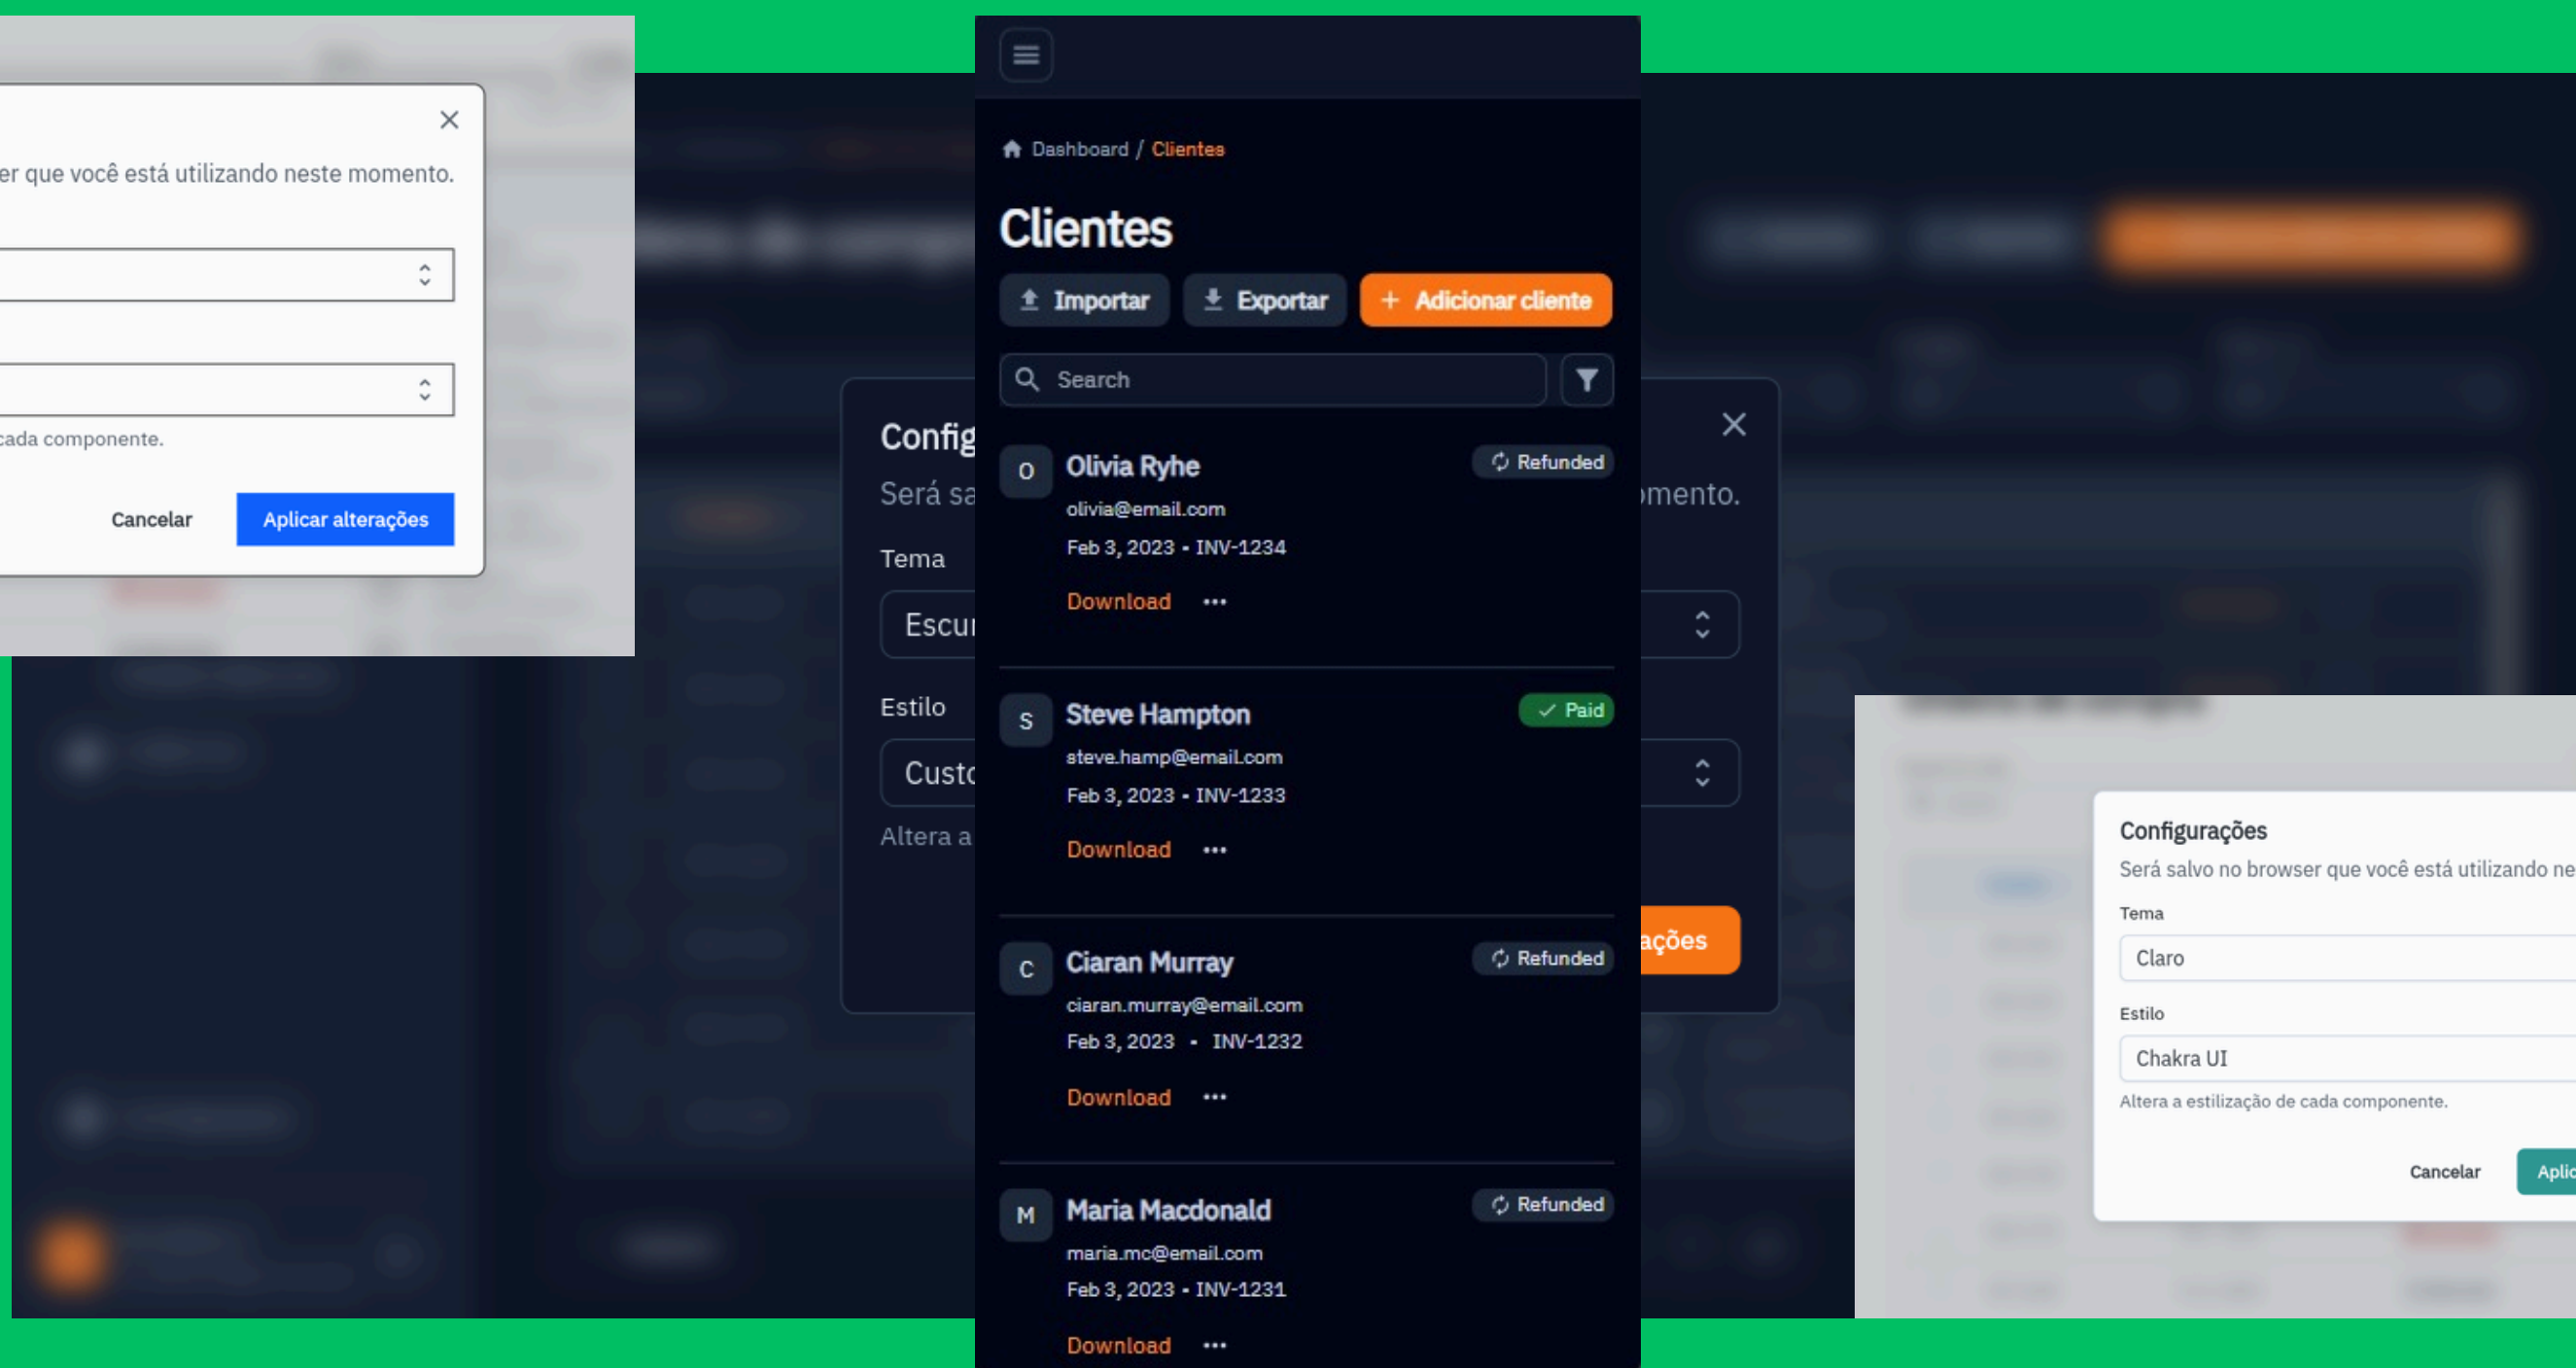 er que você está utilizando neste momento.
cada componente.
Cancelar
Aplicar alterações
Config
Será sa
Tema
Escur
Estilo
Custo
Altera a
omento.
ações
Dashboard / Clientes
Clientes
Importar
Exportar
+ Adicionar cliente
Search
O
Olivia Ryhe
Refunded
olivia@email.com
Feb 3, 2023 • INV-1234
Download
S
Steve Hampton
Paid
steve.hamp@email.com
Feb 3, 2023 • INV-1233
Download
C
Ciaran Murray
Refunded
ciaran.murray@email.com
Feb 3, 2023 • INV-1232
Download
M
Maria Macdonald
Refunded
maria.mc@email.com
Feb 3, 2023 • INV-1231
Download
Configurações
Será salvo no browser que você está utilizando ne
Tema
Claro
Estilo
Chakra UI
Altera a estilização de cada componente.
Cancelar
Aplic